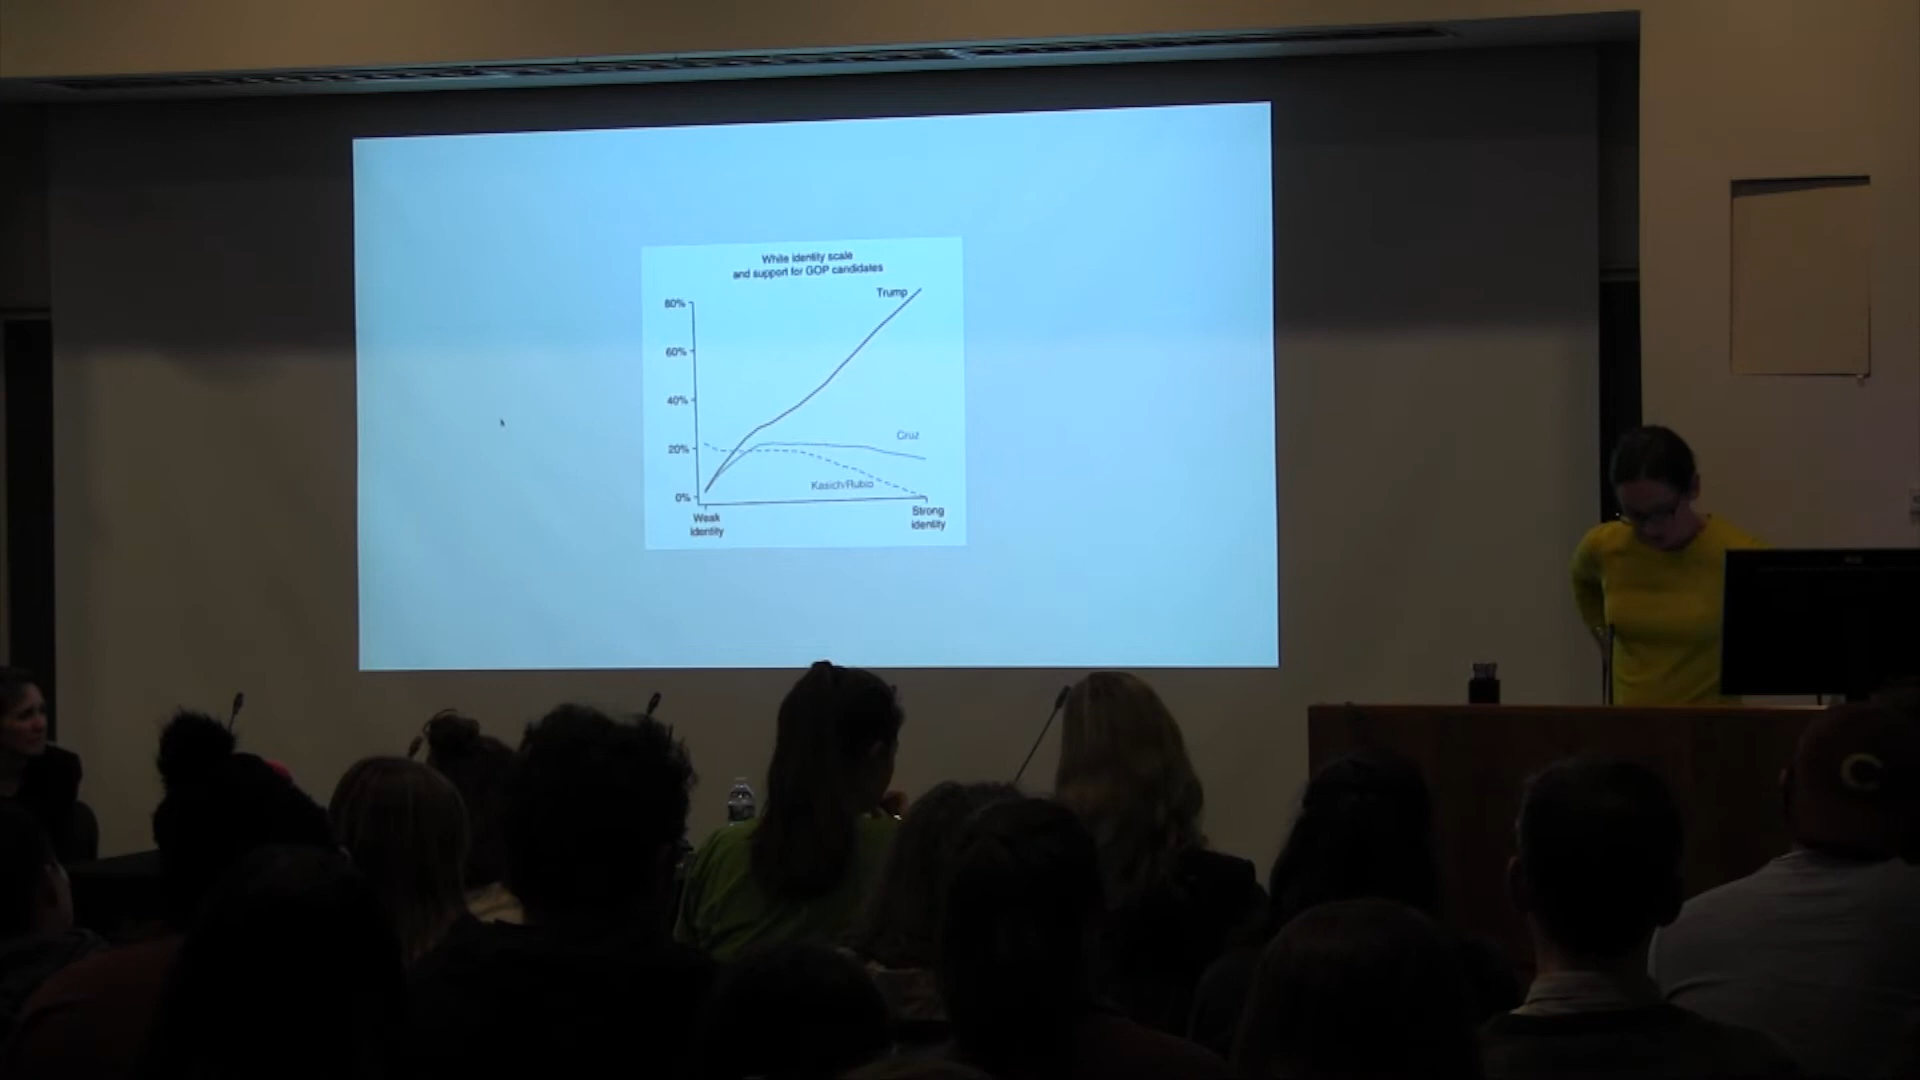 White identity scale
and support for GOP candidates
Trump
80%
60%
40%
Cruz
20%
Kasich/Rubio
0%
Weak
identity
Strong
identity
C